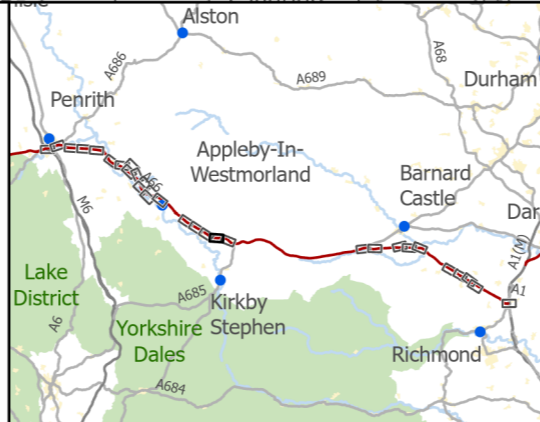 Alston
A686
A68
A689
Durham
Penrith
Appleby-In-
Westmorland
A66
Barnard
Castle
M6
Dar
A1(M)
Lake
District
A1
A685
Kirkby
Stephen
A6
Yorkshire
Dales
Richmond
A684